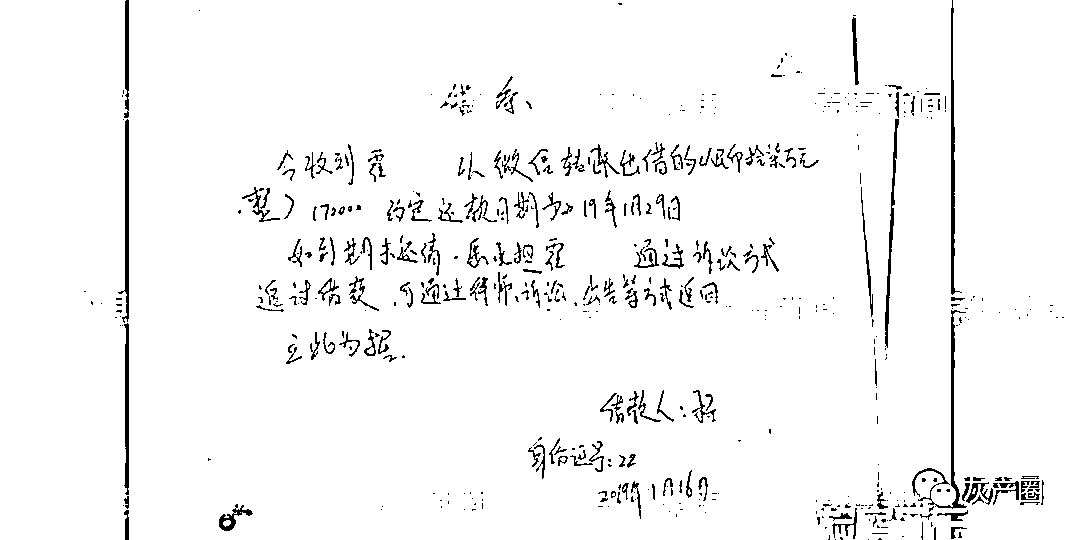 借条
今收到霍 以微信转账出借的人民币拾柒万元
整）170000 约定还款日期为2019年1月29日
如到期未还清，愿承担霍 通过诉讼方式
追讨借款，可通过律师、诉讼、公告等方式追回
立此为据.
借款人：
身份证号：22
2019年1月16日
灰产圈